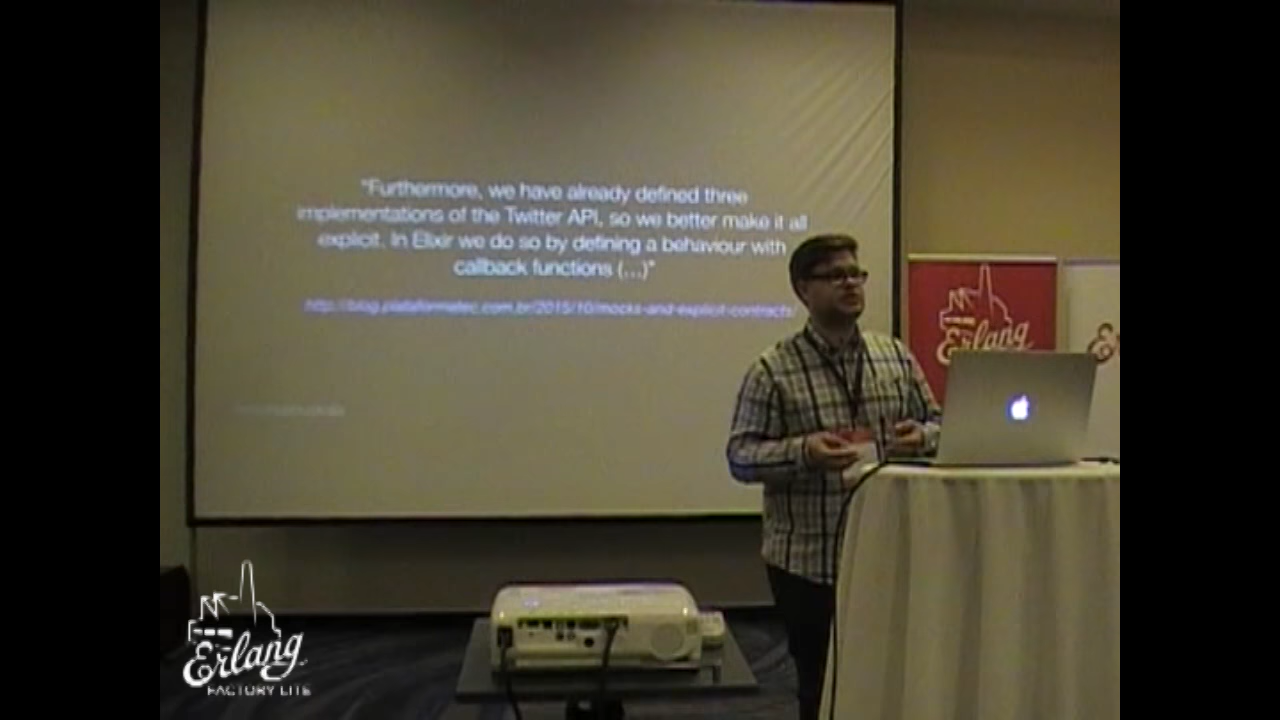 "Furthermore, we have already defined three
implementations of the Twitter API, so we better make it all
explicit. In Elixir we do so by defining a behaviour with
callback functions (...)"
http://blog.plataformatec.com.br/2015/10/mocks-and-explicit-contracts/
Erlang
Erlang
FACTORY LITE